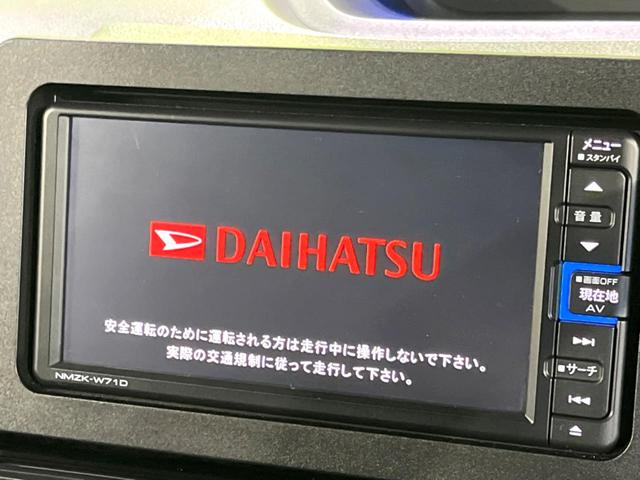 DAIHATSU
安全運転のために運転される方は走行中に操作しないで下さい。
実際の交通規制に従って走行して下さい。
NMZK-W71D
メニュー
スタンバイ
音量
画面OFF
現在地
AV
サーチ